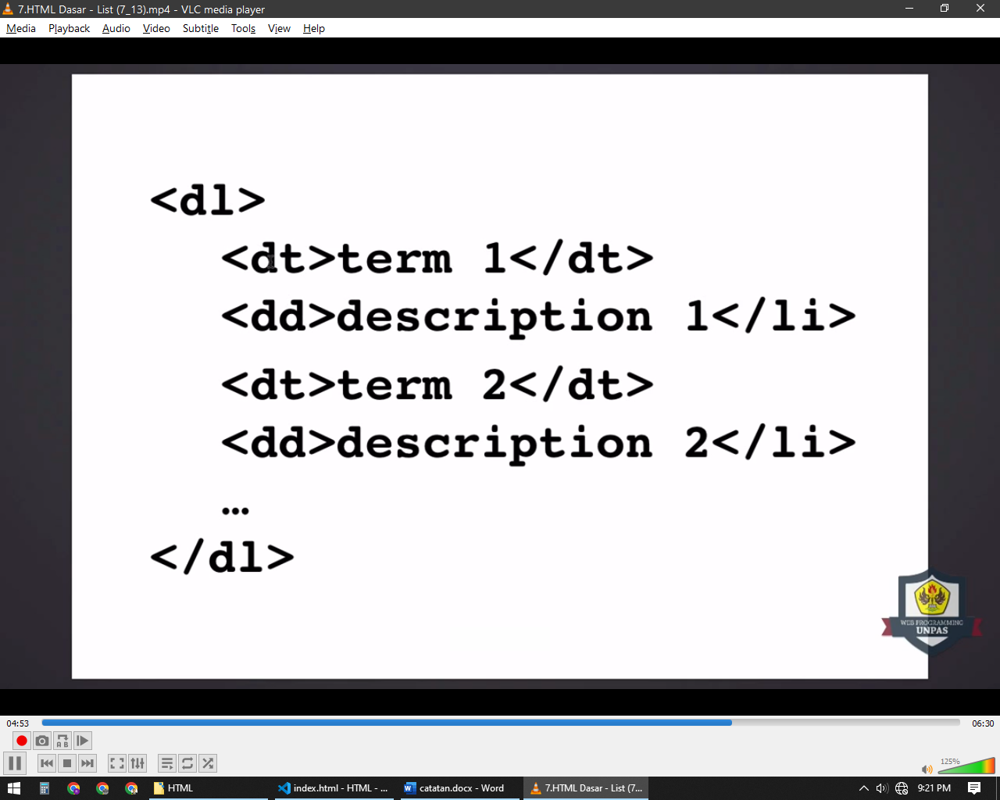 7.HTML Dasar - List (7_13).mp4 - VLC media player
Media Playback Audio Video Subtitle Tools View Help
<dl>
<dt>term 1</dt>
<dd>description 1</li>
<dt>term 2</dt>
<dd>description 2</li>
...
</dl>
WEB PROGRAMMING
UNPAS
04:53 06:30
A B
125%
HTML index.html - HTML - ... catatan.docx - Word 7.HTML Dasar - List (7... 9:21 PM